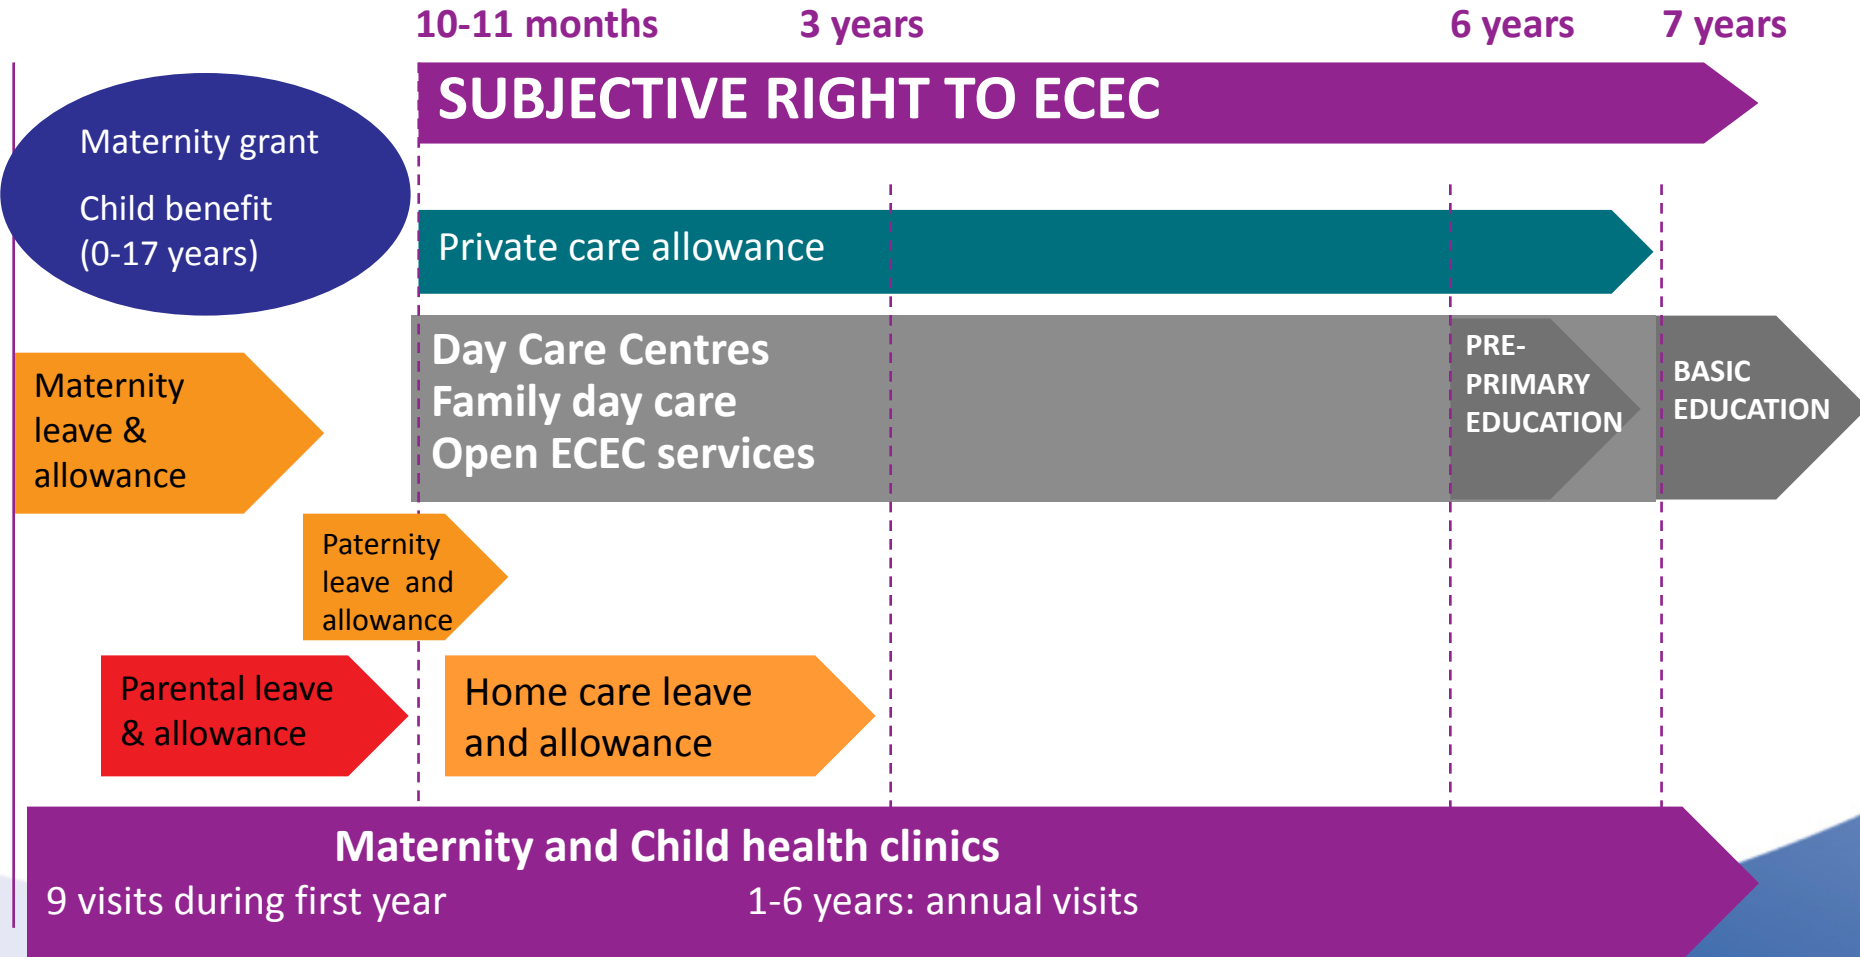 10-11 months
3 years
6 years
7 years
SUBJECTIVE RIGHT TO ECEC
Maternity grant
Child benefit
(0-17 years)
Private care allowance
Day Care Centres
Family day care
Open ECEC services
PRE-
PRIMARY
EDUCATION
BASIC
EDUCATION
Maternity
leave &
allowance
Paternity
leave and
allowance
Parental leave
& allowance
Home care leave
and allowance
Maternity and Child health clinics
9 visits during first year
1-6 years: annual visits